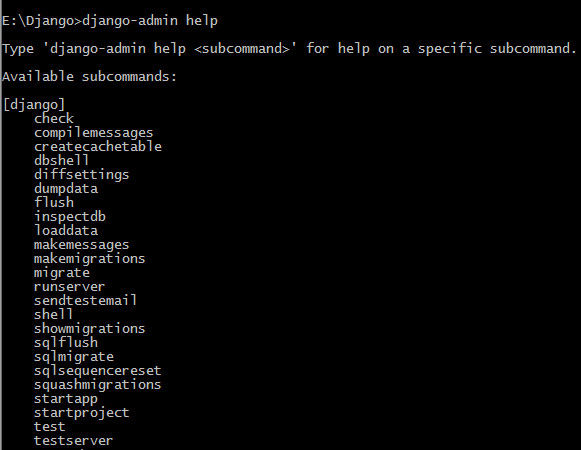 E:\Django>django-admin help
Type 'django-admin help <subcommand>' for help on a specific subcommand.
Available subcommands:
[django]
check
compilemessages
createcachetable
dbshell
diffsettings
dumpdata
flush
inspectdb
loaddata
makemessages
makemigrations
migrate
runserver
sendtestemail
shell
showmigrations
sqlflush
sqlmigrate
sqlsequencereset
squashmigrations
startapp
startproject
test
testserver